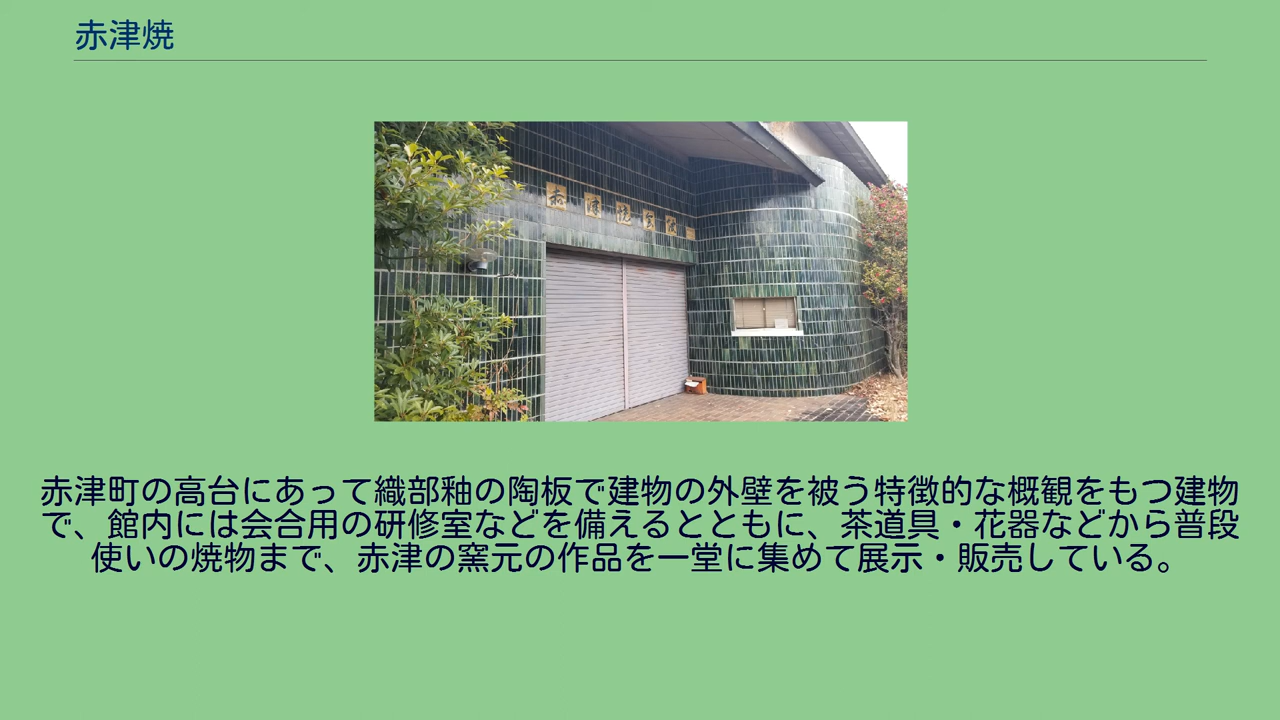 赤津焼
赤津焼会
赤津町の高台にあって織部釉の陶板で建物の外壁を被う特徴的な概観をもつ建物
で、館内には会合用の研修室などを備えるとともに、茶道具・花器などから普段
使いの焼物まで、赤津の窯元の作品を一堂に集めて展示・販売している。